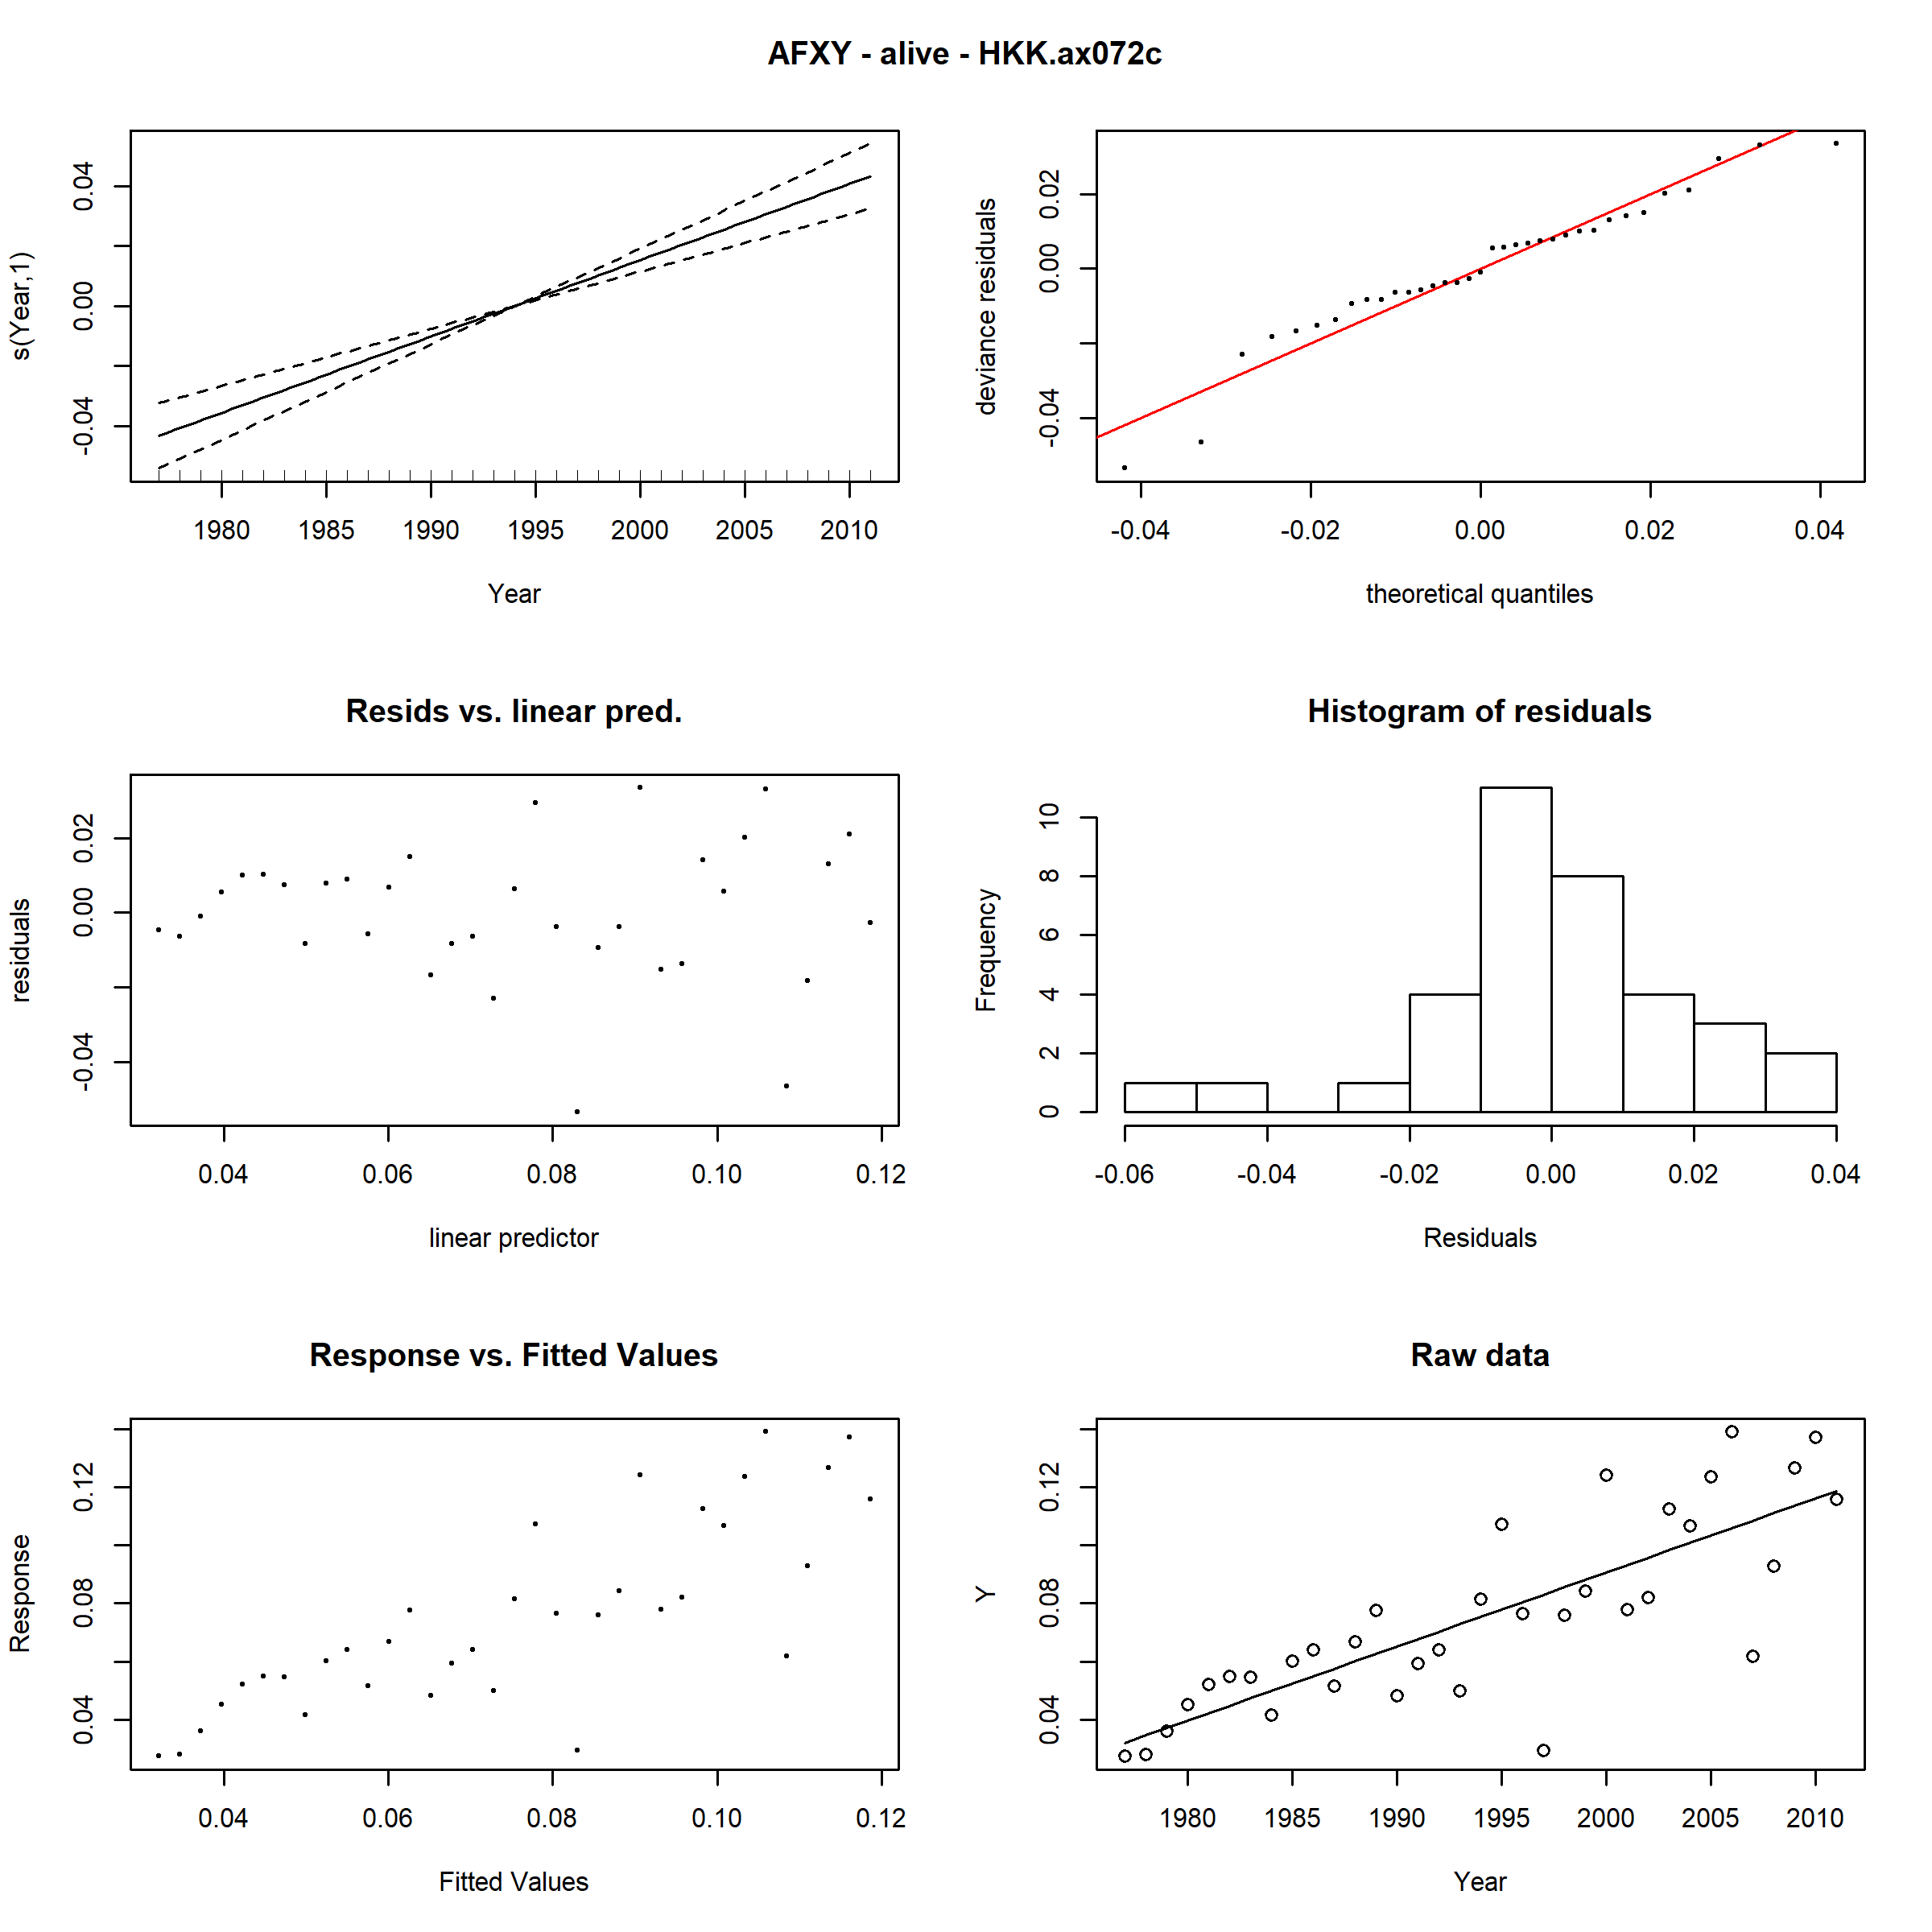 AFXY - alive - HKK.ax072c
s(Year,1)
0.04
0.00
-0.04
1980 1985 1990 1995 2000 2005 2010
Year
deviance residuals
0.02
0.00
-0.04
-0.04 -0.02 0.00 0.02 0.04
theoretical quantiles
Resids vs. linear pred.
residuals
0.02
0.00
-0.04
0.04 0.06 0.08 0.10 0.12
linear predictor
Histogram of residuals
Frequency
10
8
6
4
2
0
-0.06 -0.04 -0.02 0.00 0.02 0.04
Residuals
Response vs. Fitted Values
Response
0.12
0.08
0.04
0.04 0.06 0.08 0.10 0.12
Fitted Values
Raw data
Y
0.12
0.08
0.04
1980 1985 1990 1995 2000 2005 2010
Year